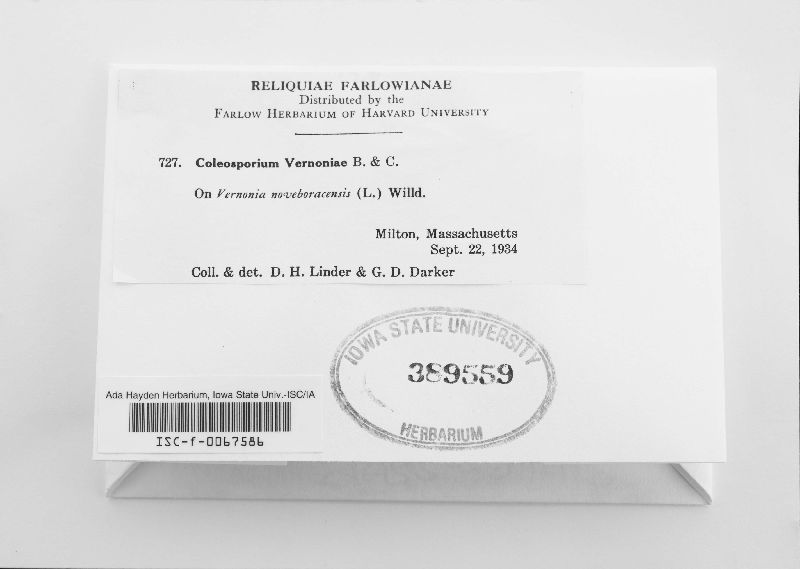 RELIQUIAE FARLOWIANAE
Distributed by the
FARLOW HERBARIUM OF HARVARD UNIVERSITY
727. Coleosporium Vernoniae B. & C.
On Vernonia noveboracensis (L.) Willd.
Milton, Massachusetts
Sept. 22, 1934
Coll. & det. D. H. Linder & G. D. Darker
IOWA STATE UNIVERSITY
389559
HERBARIUM
Ada Hayden Herbarium, Iowa State Univ.-ISC/IA
ISC-f-0067586